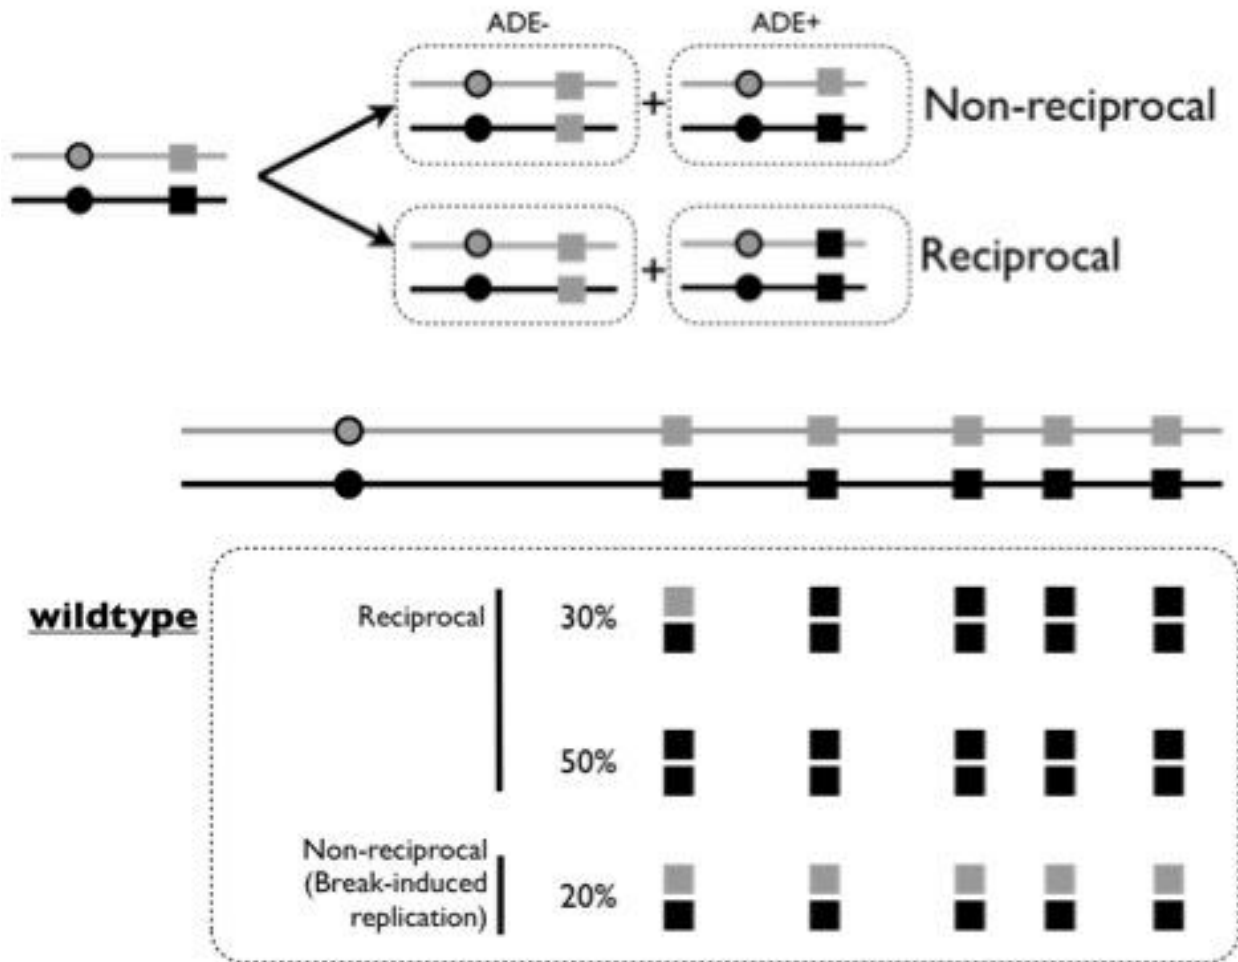 ADE-
ADE+
+
Non-reciprocal
+
Reciprocal
wildtype
Reciprocal
30%
50%
Non-reciprocal
(Break-induced
replication)
20%